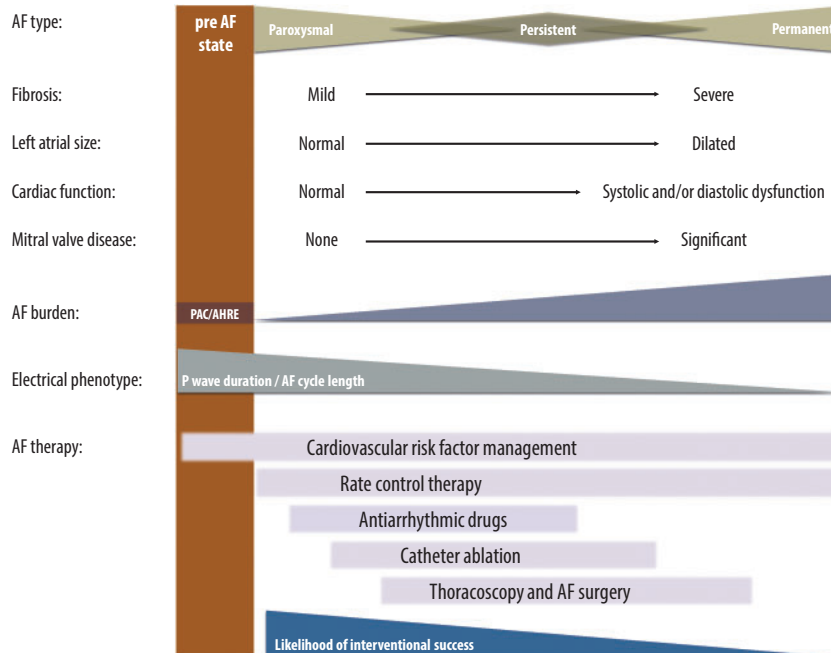 AF type:
pre AF
state
Paroxysmal
Persistent
Permanent
Fibrosis:
Mild
Severe
Left atrial size:
Normal
Dilated
Cardiac function:
Normal
Systolic and/or diastolic dysfunction
Mitral valve disease:
None
Significant
AF burden:
PAC/AHRE
Electrical phenotype:
P wave duration / AF cycle length
AF therapy:
Cardiovascular risk factor management
Rate control therapy
Antiarrhythmic drugs
Catheter ablation
Thoracoscopy and AF surgery
Likelihood of interventional success